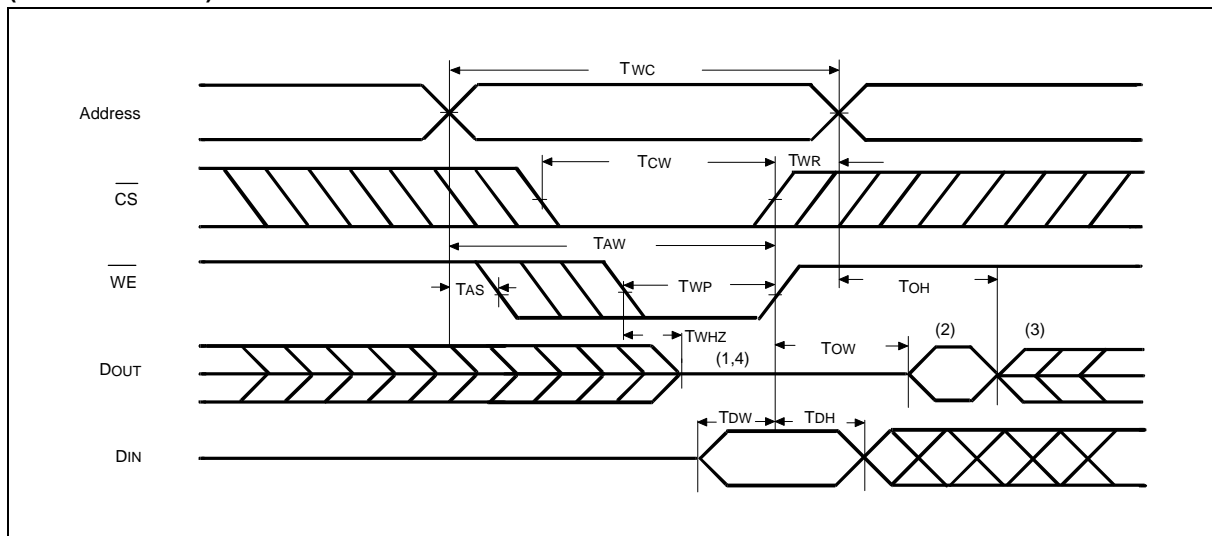 TWC
Address
TCW
TWR
CS
TAW
WE
TAS
TWP
TOH
TWHZ
(1,4)
TOW
(2)
(3)
DOUT
TDW
TDH
DIN